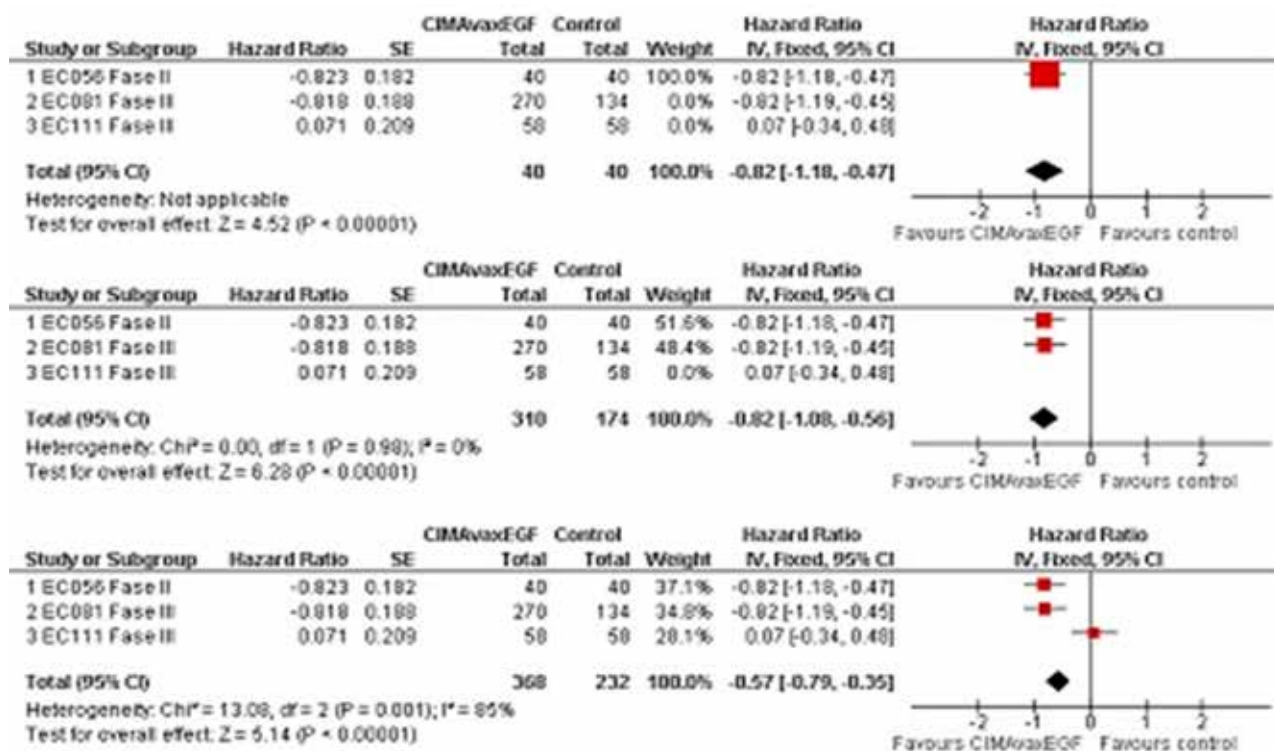 CIMAvaxEGF Control Hazard Ratio Hazard Ratio
Study or Subgroup Hazard Ratio SE Total Total Weight IV, Fixed, 95% CI IV, Fixed, 95% CI
1 EC056 Fase II -0.823 0.182 40 40 100.0% -0.82 [-1.18, -0.47]
2 EC081 Fase III -0.818 0.188 270 134 0.0% -0.82 [-1.19, -0.45]
3 EC111 Fase III 0.071 0.209 58 58 0.0% 0.07 [-0.34, 0.48]
Total (95% CI) 40 40 100.0% -0.82 [-1.18, -0.47]
Heterogeneity: Not applicable
Test for overall effect: Z = 4.52 (P < 0.00001)
-2 -1 0 1 2
Favours CIMAvaxEGF Favours control
CIMAvaxEGF Control Hazard Ratio Hazard Ratio
Study or Subgroup Hazard Ratio SE Total Total Weight IV, Fixed, 95% CI IV, Fixed, 95% CI
1 EC056 Fase II -0.823 0.182 40 40 51.6% -0.82 [-1.18, -0.47]
2 EC081 Fase III -0.818 0.188 270 134 48.4% -0.82 [-1.19, -0.45]
3 EC111 Fase III 0.071 0.209 58 58 0.0% 0.07 [-0.34, 0.48]
Total (95% CI) 310 174 100.0% -0.82 [-1.08, -0.56]
Heterogeneity: Chi² = 0.00, df = 1 (P = 0.98); I² = 0%
Test for overall effect: Z = 6.28 (P < 0.00001)
-2 -1 0 1 2
Favours CIMAvaxEGF Favours control
CIMAvaxEGF Control Hazard Ratio Hazard Ratio
Study or Subgroup Hazard Ratio SE Total Total Weight IV, Fixed, 95% CI IV, Fixed, 95% CI
1 EC056 Fase II -0.823 0.182 40 40 37.1% -0.82 [-1.18, -0.47]
2 EC081 Fase III -0.818 0.188 270 134 34.8% -0.82 [-1.19, -0.45]
3 EC111 Fase III 0.071 0.209 58 58 28.1% 0.07 [-0.34, 0.48]
Total (95% CI) 368 232 100.0% -0.57 [-0.79, -0.35]
Heterogeneity: Chi² = 13.08, df = 2 (P = 0.001); I² = 85%
Test for overall effect: Z = 5.14 (P < 0.00001)
-2 -1 0 1 2
Favours CIMAvaxEGF Favours control